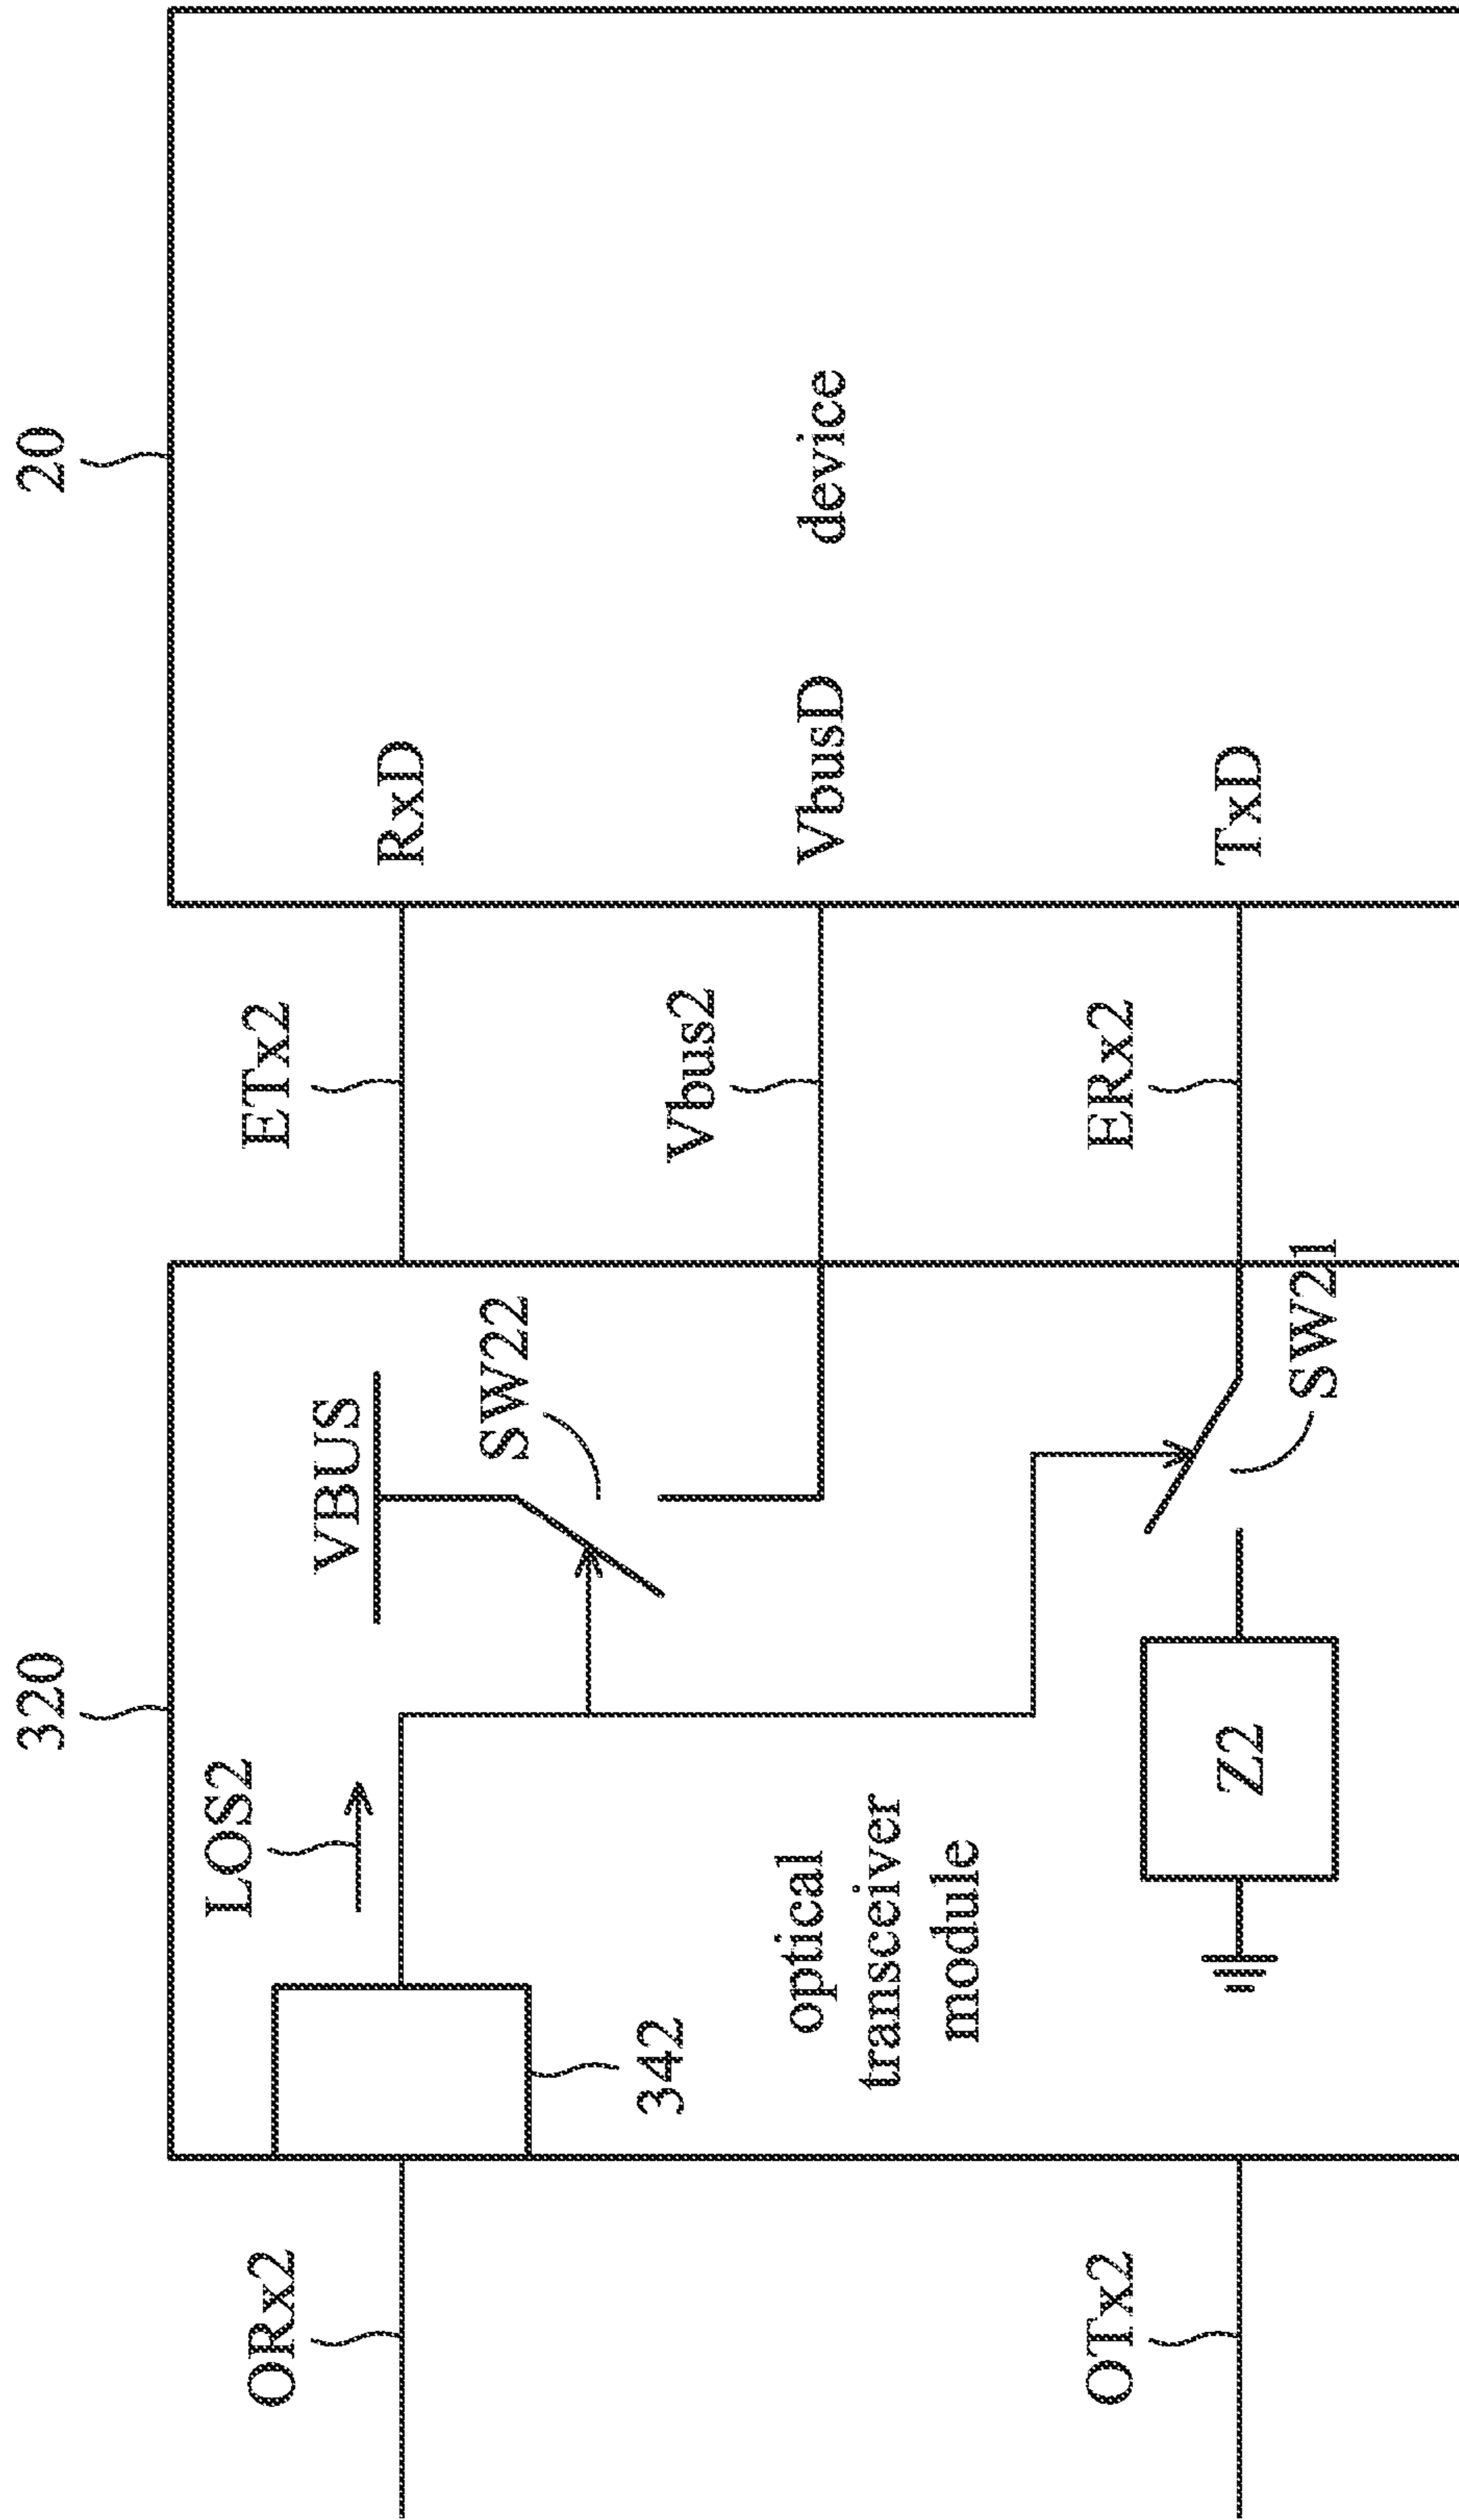 320
20
ORx2
LOS2
VBUS
ETx2
RxD
342
SW22
optical
transceiver
module
Vbus2
VbusD
device
OTx2
Z2
SW21
ERx2
TxD